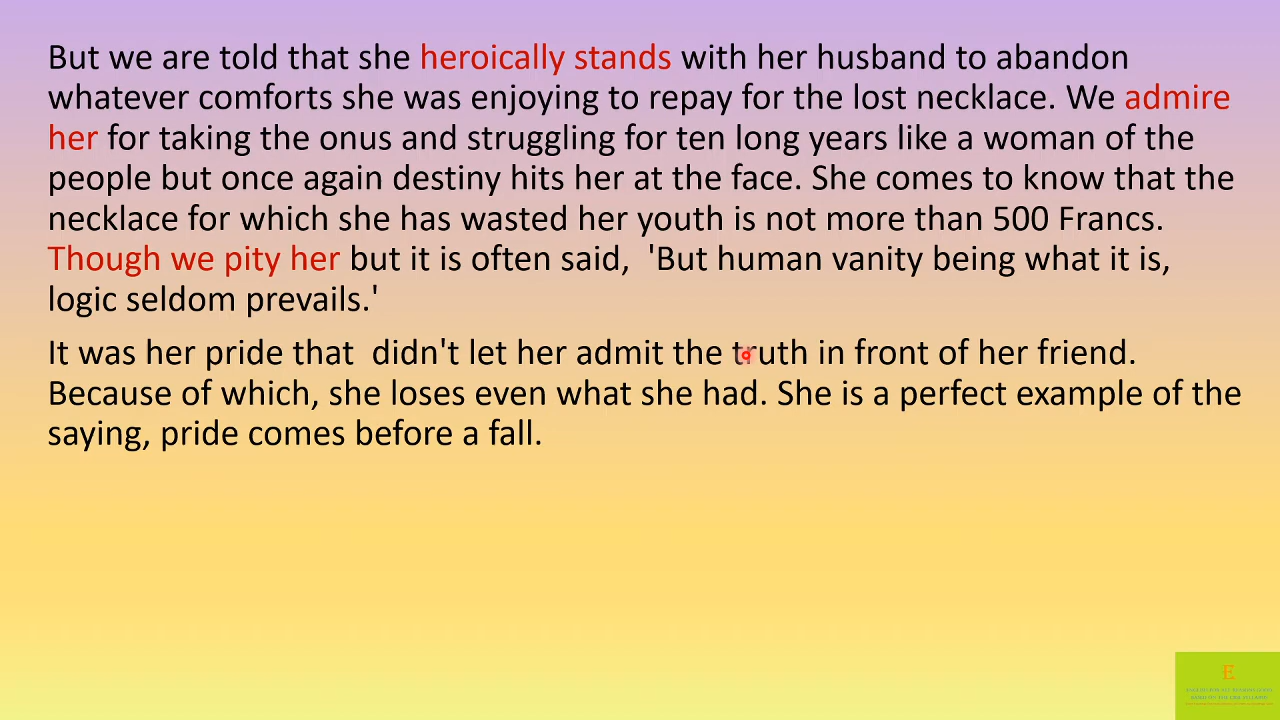 But we are told that she heroically stands with her husband to abandon
whatever comforts she was enjoying to repay for the lost necklace. We admire
her for taking the onus and struggling for ten long years like a woman of the
people but once again destiny hits her at the face. She comes to know that the
necklace for which she has wasted her youth is not more than 500 Francs.
Though we pity her but it is often said,  'But human vanity being what it is,
logic seldom prevails.'
It was her pride that  didn't let her admit the truth in front of her friend.
Because of which, she loses even what she had. She is a perfect example of the
saying, pride comes before a fall.
E